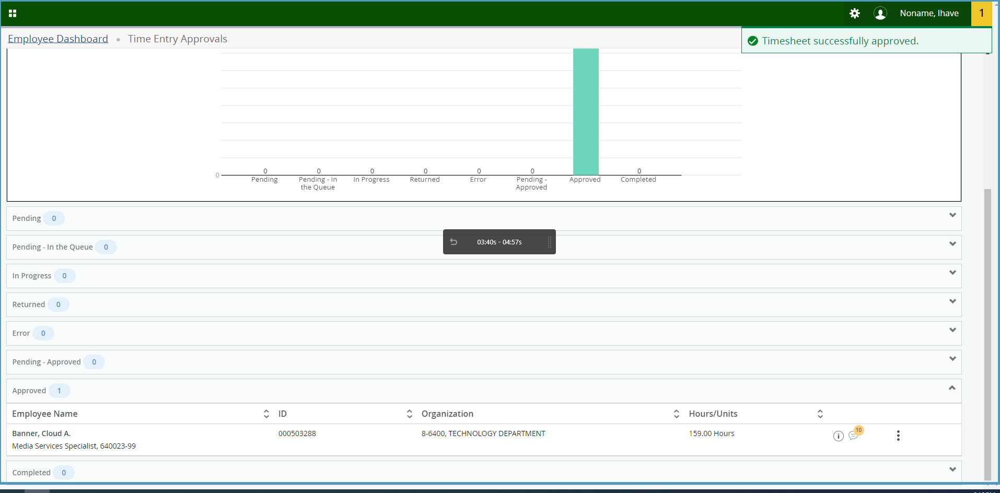 Noname, Ihave
1
Employee Dashboard • Time Entry Approvals
Timesheet successfully approved.
0
0
0
0
0
0
0
0
Pending
Pending - In
the Queue
In Progress
Returned
Error
Pending -
Approved
Approved
Completed
Pending 0
Pending - In the Queue 0
03:40s - 04:57s
In Progress 0
Returned 0
Error 0
Pending - Approved 0
Approved 1
Employee Name ID Organization Hours/Units
Banner, Cloud A. 000503288 8-6400, TECHNOLOGY DEPARTMENT 159.00 Hours 10
Media Services Specialist, 640023-99
Completed 0